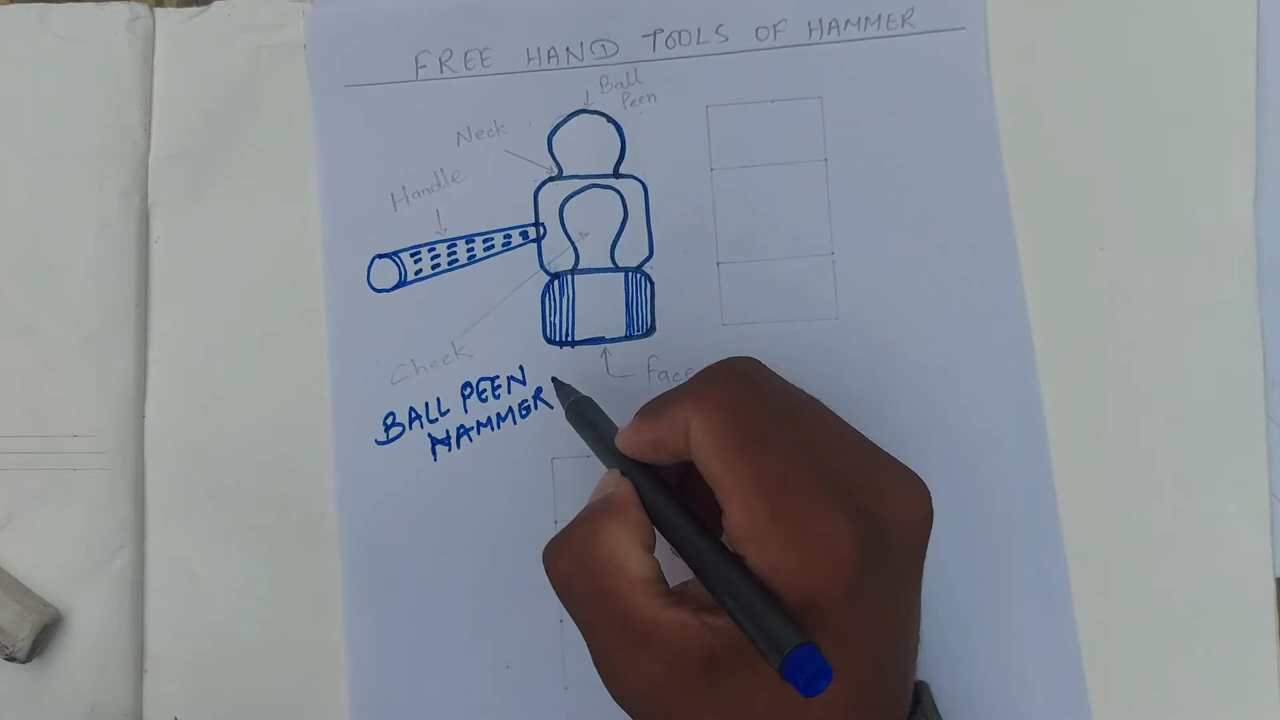 FREE HAND TOOLS OF HAMMER
Ball
Peen
Neck
Handle
Cheek
face
BALL PEEN
HAMMER